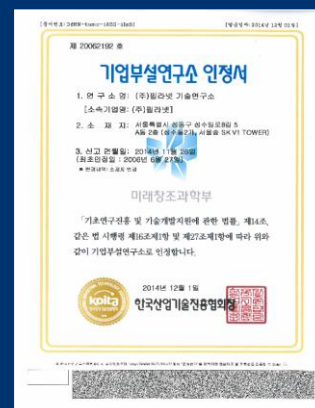 제 20062192 호
기업부설연구소 인정서
1. 연 구 소 명: (주)필라넷 기술연구소
[소속기업명: (주)필라넷]
2. 소 재 지: 서울특별시 성동구 성수일로8길 5
A동 2층 (성수동2가, 서울숲 SK V1 TOWER)
3. 신고 연월일: 2014년 11월 28일
(최초인정일 : 2006년 6월 27일)
미래창조과학부
「기초연구진흥 및 기술개발지원에 관한 법률」 제14조,
같은 법 시행령 제16조제1항 및 제27조제1항에 따라 위와
같이 기업부설연구소로 인정합니다.
2014년 12월 1일
koita
한국산업기술진흥협회장